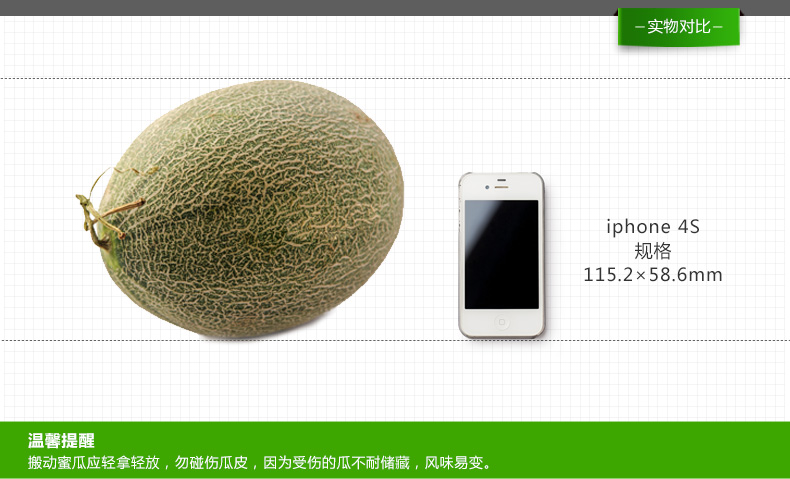 －实物对比－
iphone 4S
规格
115.2×58.6mm
温馨提醒
搬动蜜瓜应轻拿轻放，勿碰伤瓜皮，因为受伤的瓜不耐储藏，风味易变。